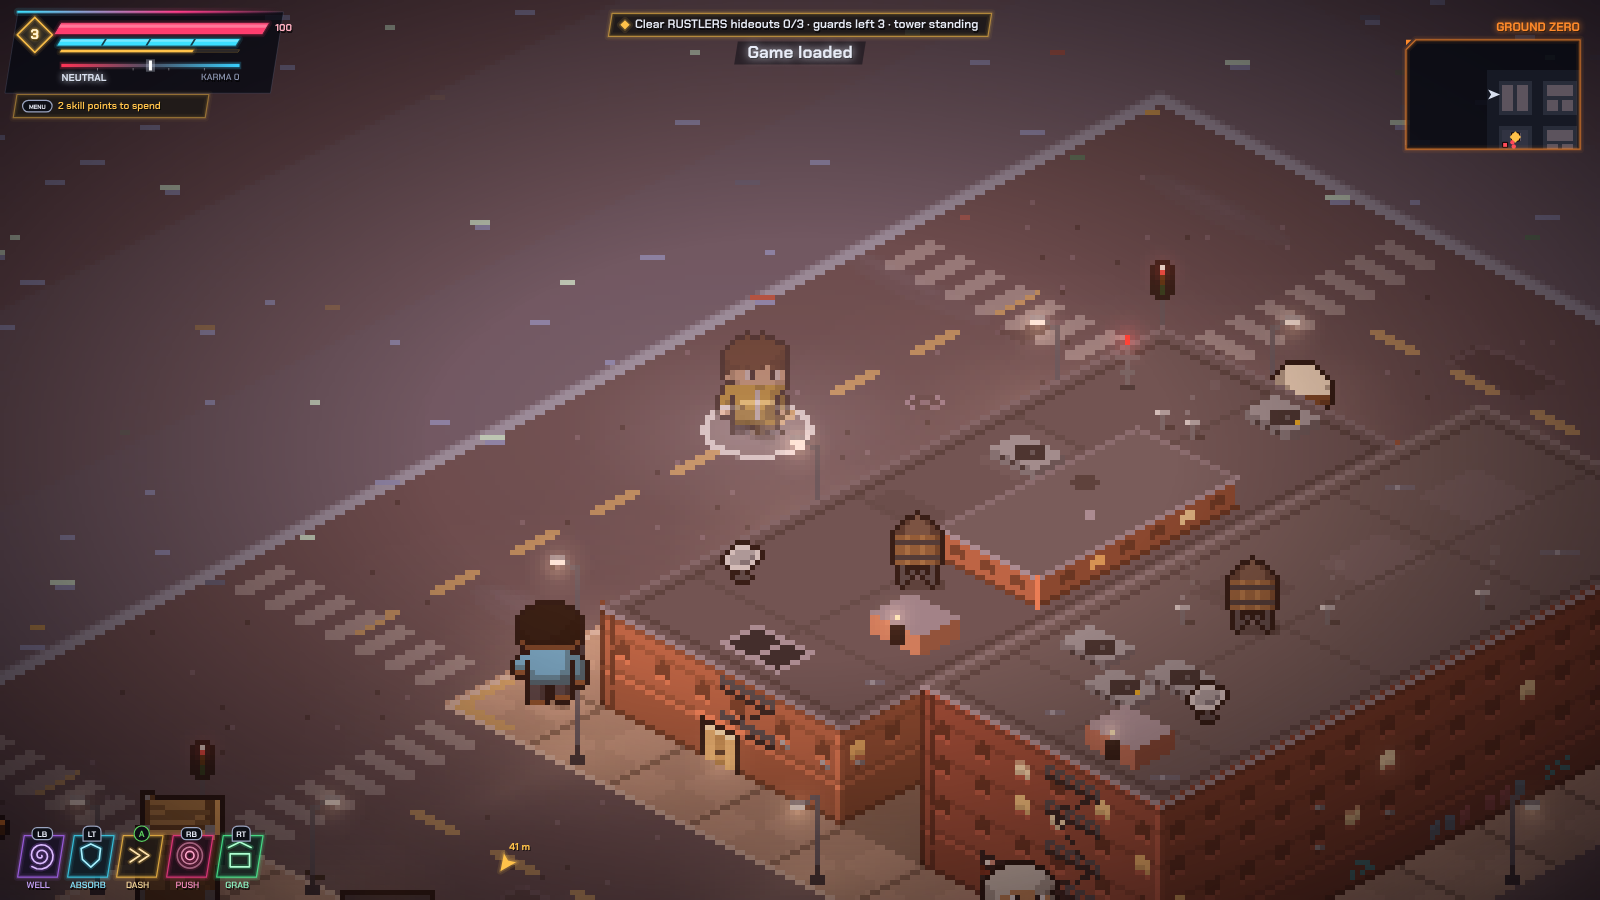 3
100
NEUTRAL
KARMA 0
MENU 2 skill points to spend
Clear RUSTLERS hideouts 0/3 · guards left 3 · tower standing
Game loaded
GROUND ZERO
41 m
LB
LT
A
RB
RT
WELL
ABSORB
DASH
PUSH
GRAB